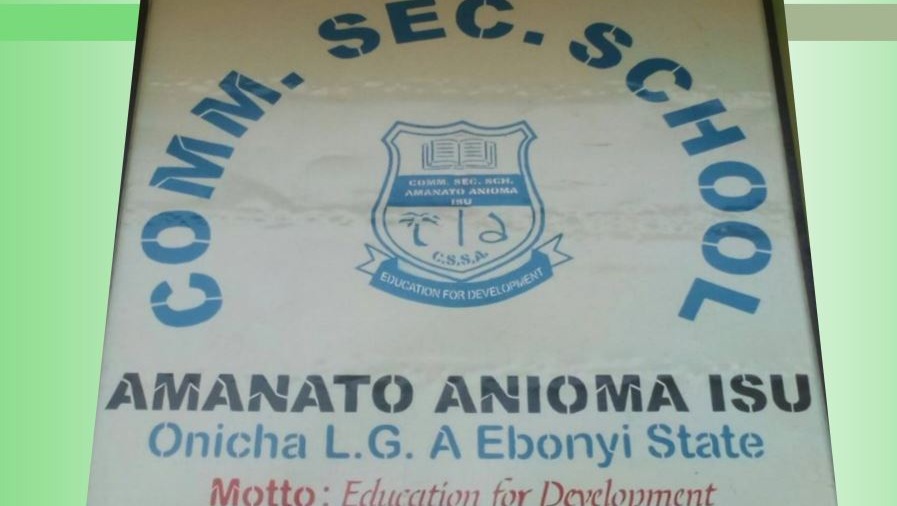 COMM. SEC. SCHOOL
COMM. SEC. SCH.
AMANATO ANIOMA
ISU
C.S.S.A.
EDUCATION FOR DEVELOPMENT
AMANATO ANIOMA ISU
Onicha L.G. A Ebonyi State
Motto: Education for Development